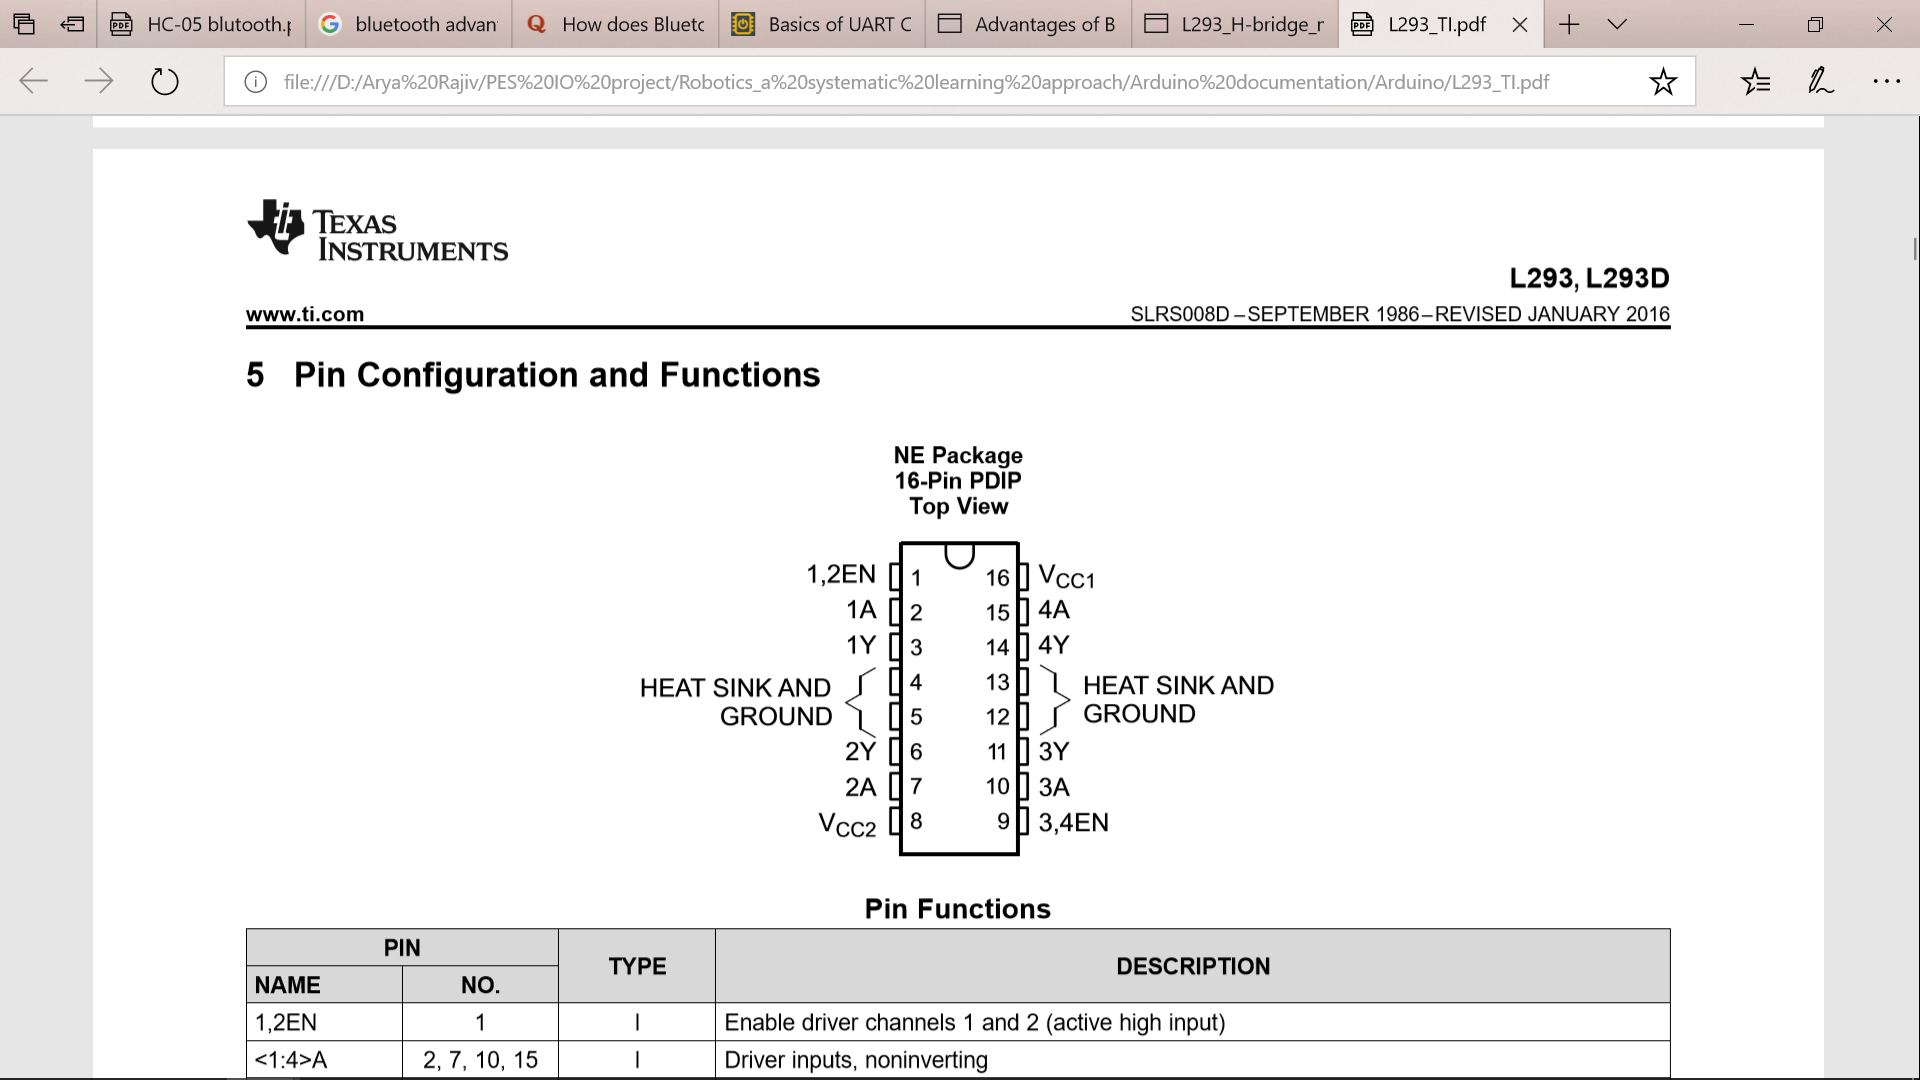 HC-05 blutooth.p
bluetooth advan
How does Bluetc
Basics of UART C
Advantages of B
L293_H-bridge_r
L293_TI.pdf
file:///D:/Arya%20Rajiv/PES%20IO%20project/Robotics_a%20systematic%20learning%20approach/Arduino%20documentation/Arduino/L293_TI.pdf
TEXAS
INSTRUMENTS
L293, L293D
www.ti.com
SLRS008D –SEPTEMBER 1986–REVISED JANUARY 2016
5 Pin Configuration and Functions
NE Package
16-Pin PDIP
Top View
1,2EN 1 16 VCC1
1A 2 15 4A
1Y 3 14 4Y
HEAT SINK AND 4 13 HEAT SINK AND
GROUND 5 12 GROUND
2Y 6 11 3Y
2A 7 10 3A
VCC2 8 9 3,4EN
Pin Functions
PIN
TYPE DESCRIPTION
NAME NO.
1,2EN 1 I Enable driver channels 1 and 2 (active high input)
<1:4>A 2, 7, 10, 15 I Driver inputs, noninverting